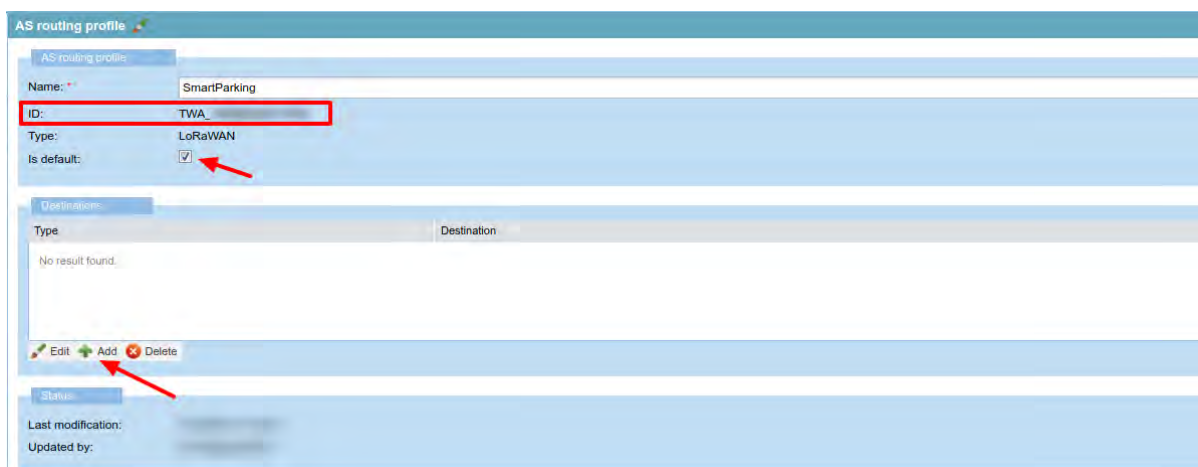 AS routing profile
AS routing profile
Name: * SmartParking
ID: TWA_
Type: LoRaWAN
Is default:
Destinations
Type Destination
No result found.
Edit Add Delete
Status
Last modification:
Updated by: